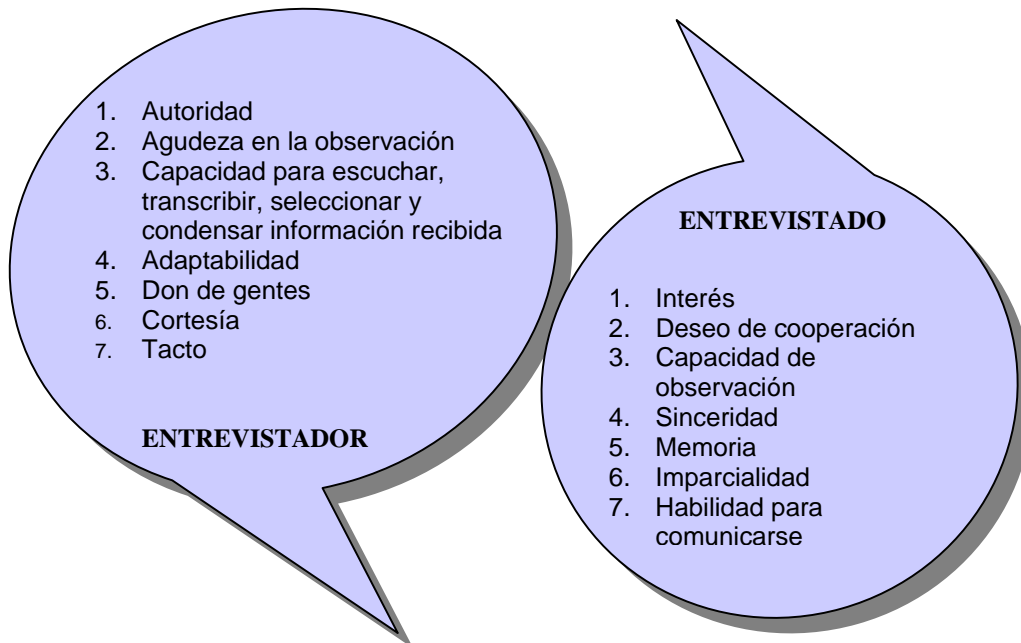 1. Autoridad
2. Agudeza en la observación
3. Capacidad para escuchar,
transcribir, seleccionar y
condensar información recibida
4. Adaptabilidad
5. Don de gentes
6. Cortesía
7. Tacto
ENTREVISTADOR
ENTREVISTADO
1. Interés
2. Deseo de cooperación
3. Capacidad de
observación
4. Sinceridad
5. Memoria
6. Imparcialidad
7. Habilidad para
comunicarse